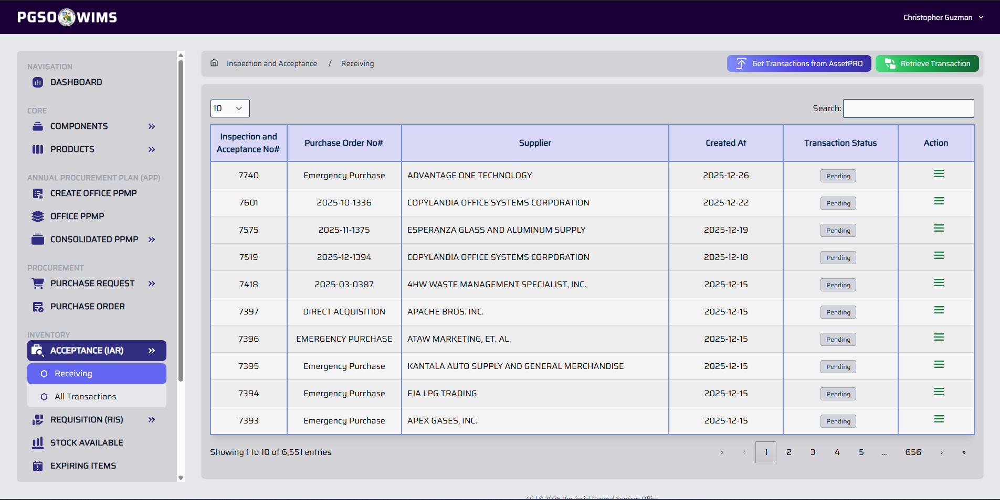 PGSO WIMS
Christopher Guzman
NAVIGATION
DASHBOARD
CORE
COMPONENTS
PRODUCTS
ANNUAL PROCUREMENT PLAN (APP)
CREATE OFFICE PPMP
OFFICE PPMP
CONSOLIDATED PPMP
PROCUREMENT
PURCHASE REQUEST
PURCHASE ORDER
INVENTORY
ACCEPTANCE (IAR)
Receiving
All Transactions
REQUISITION (RIS)
STOCK AVAILABLE
EXPIRING ITEMS
Inspection and Acceptance / Receiving
Get Transactions from AssetPRO
Retrieve Transaction
10
Search:
Inspection and Acceptance No# Purchase Order No# Supplier Created At Transaction Status Action
7740 Emergency Purchase ADVANTAGE ONE TECHNOLOGY 2025-12-26 Pending
7601 2025-10-1336 COPYLANDIA OFFICE SYSTEMS CORPORATION 2025-12-22 Pending
7575 2025-11-1375 ESPERANZA GLASS AND ALUMINUM SUPPLY 2025-12-19 Pending
7519 2025-12-1394 COPYLANDIA OFFICE SYSTEMS CORPORATION 2025-12-18 Pending
7418 2025-03-0387 4HW WASTE MANAGEMENT SPECIALIST, INC. 2025-12-15 Pending
7397 DIRECT ACQUISITION APACHE BROS. INC. 2025-12-15 Pending
7396 EMERGENCY PURCHASE ATAW MARKETING, ET. AL. 2025-12-15 Pending
7395 Emergency Purchase KANTALA AUTO SUPPLY AND GENERAL MERCHANDISE 2025-12-15 Pending
7394 Emergency Purchase EJA LPG TRADING 2025-12-15 Pending
7393 Emergency Purchase APEX GASES, INC. 2025-12-15 Pending
Showing 1 to 10 of 6,551 entries
« ‹ 1 2 3 4 5 ... 656 › »
CG | © 2025 Provincial General Services Office